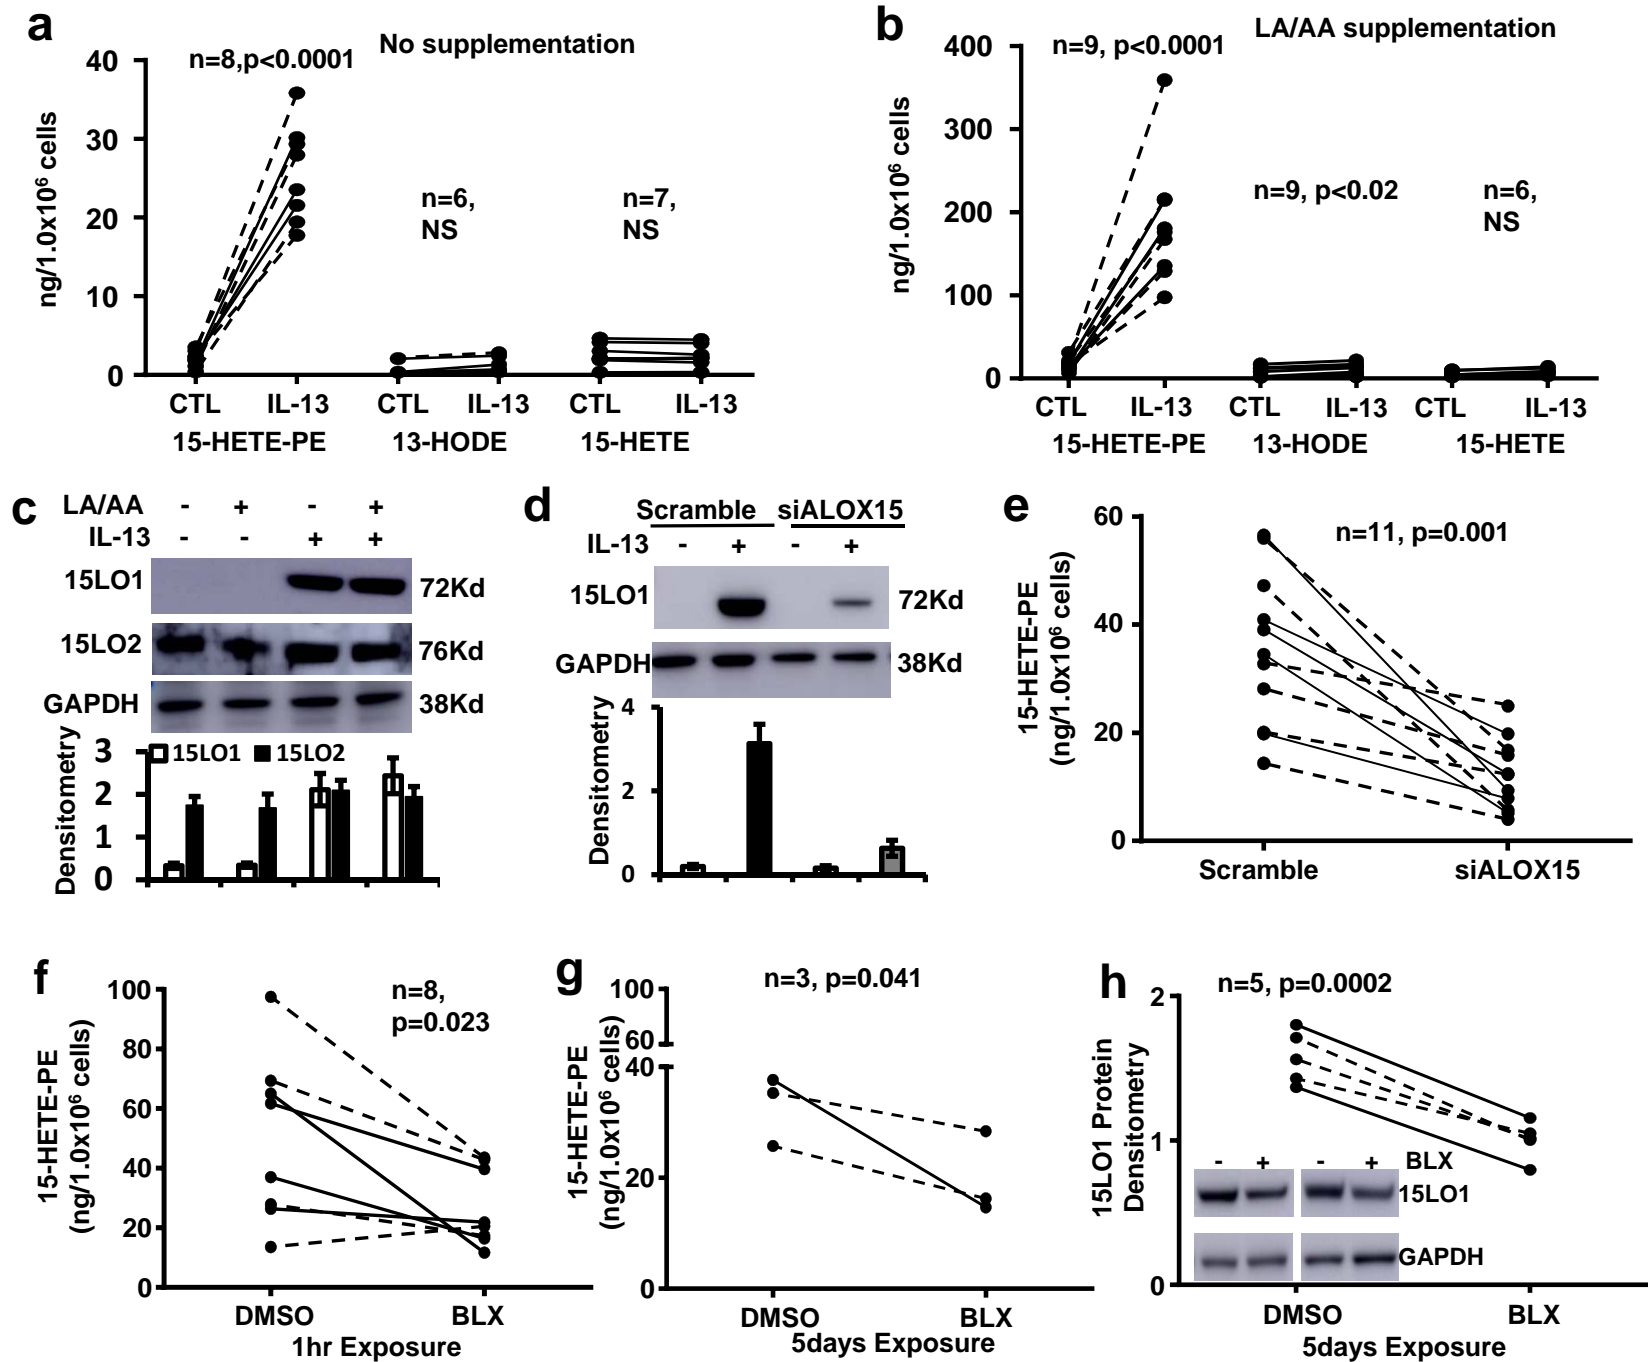 a
No supplementation
n=8,p<0.0001
40
30
20
10
0
ng/1.0x10⁶ cells
n=6,
NS
n=7,
NS
CTL IL-13 CTL IL-13 CTL IL-13
15-HETE-PE 13-HODE 15-HETE
b
LA/AA supplementation
n=9, p<0.0001
400
300
200
100
0
ng/1.0x10⁶ cells
n=9, p<0.02
n=6,
NS
CTL IL-13 CTL IL-13 CTL IL-13
15-HETE-PE 13-HODE 15-HETE
c
LA/AA - + - +
IL-13 - - + +
15LO1 72Kd
15LO2 76Kd
GAPDH 38Kd
Densitometry
15LO1 15LO2
3
2
1
0
d
Scramble siALOX15
IL-13 - + - +
15LO1 72Kd
GAPDH 38Kd
Densitometry
4
2
0
e
n=11, p=0.001
15-HETE-PE
(ng/1.0x10⁶ cells)
60
40
20
0
Scramble siALOX15
f
n=8,
p=0.023
15-HETE-PE
(ng/1.0x10⁶ cells)
100
80
60
40
20
0
DMSO BLX
1hr Exposure
g
n=3, p=0.041
15-HETE-PE
(ng/1.0x10⁶ cells)
100
60
40
20
0
DMSO BLX
5days Exposure
h
n=5, p=0.0002
15LO1 Protein
Densitometry
2
1
0
- + - + BLX
15LO1
GAPDH
DMSO BLX
5days Exposure